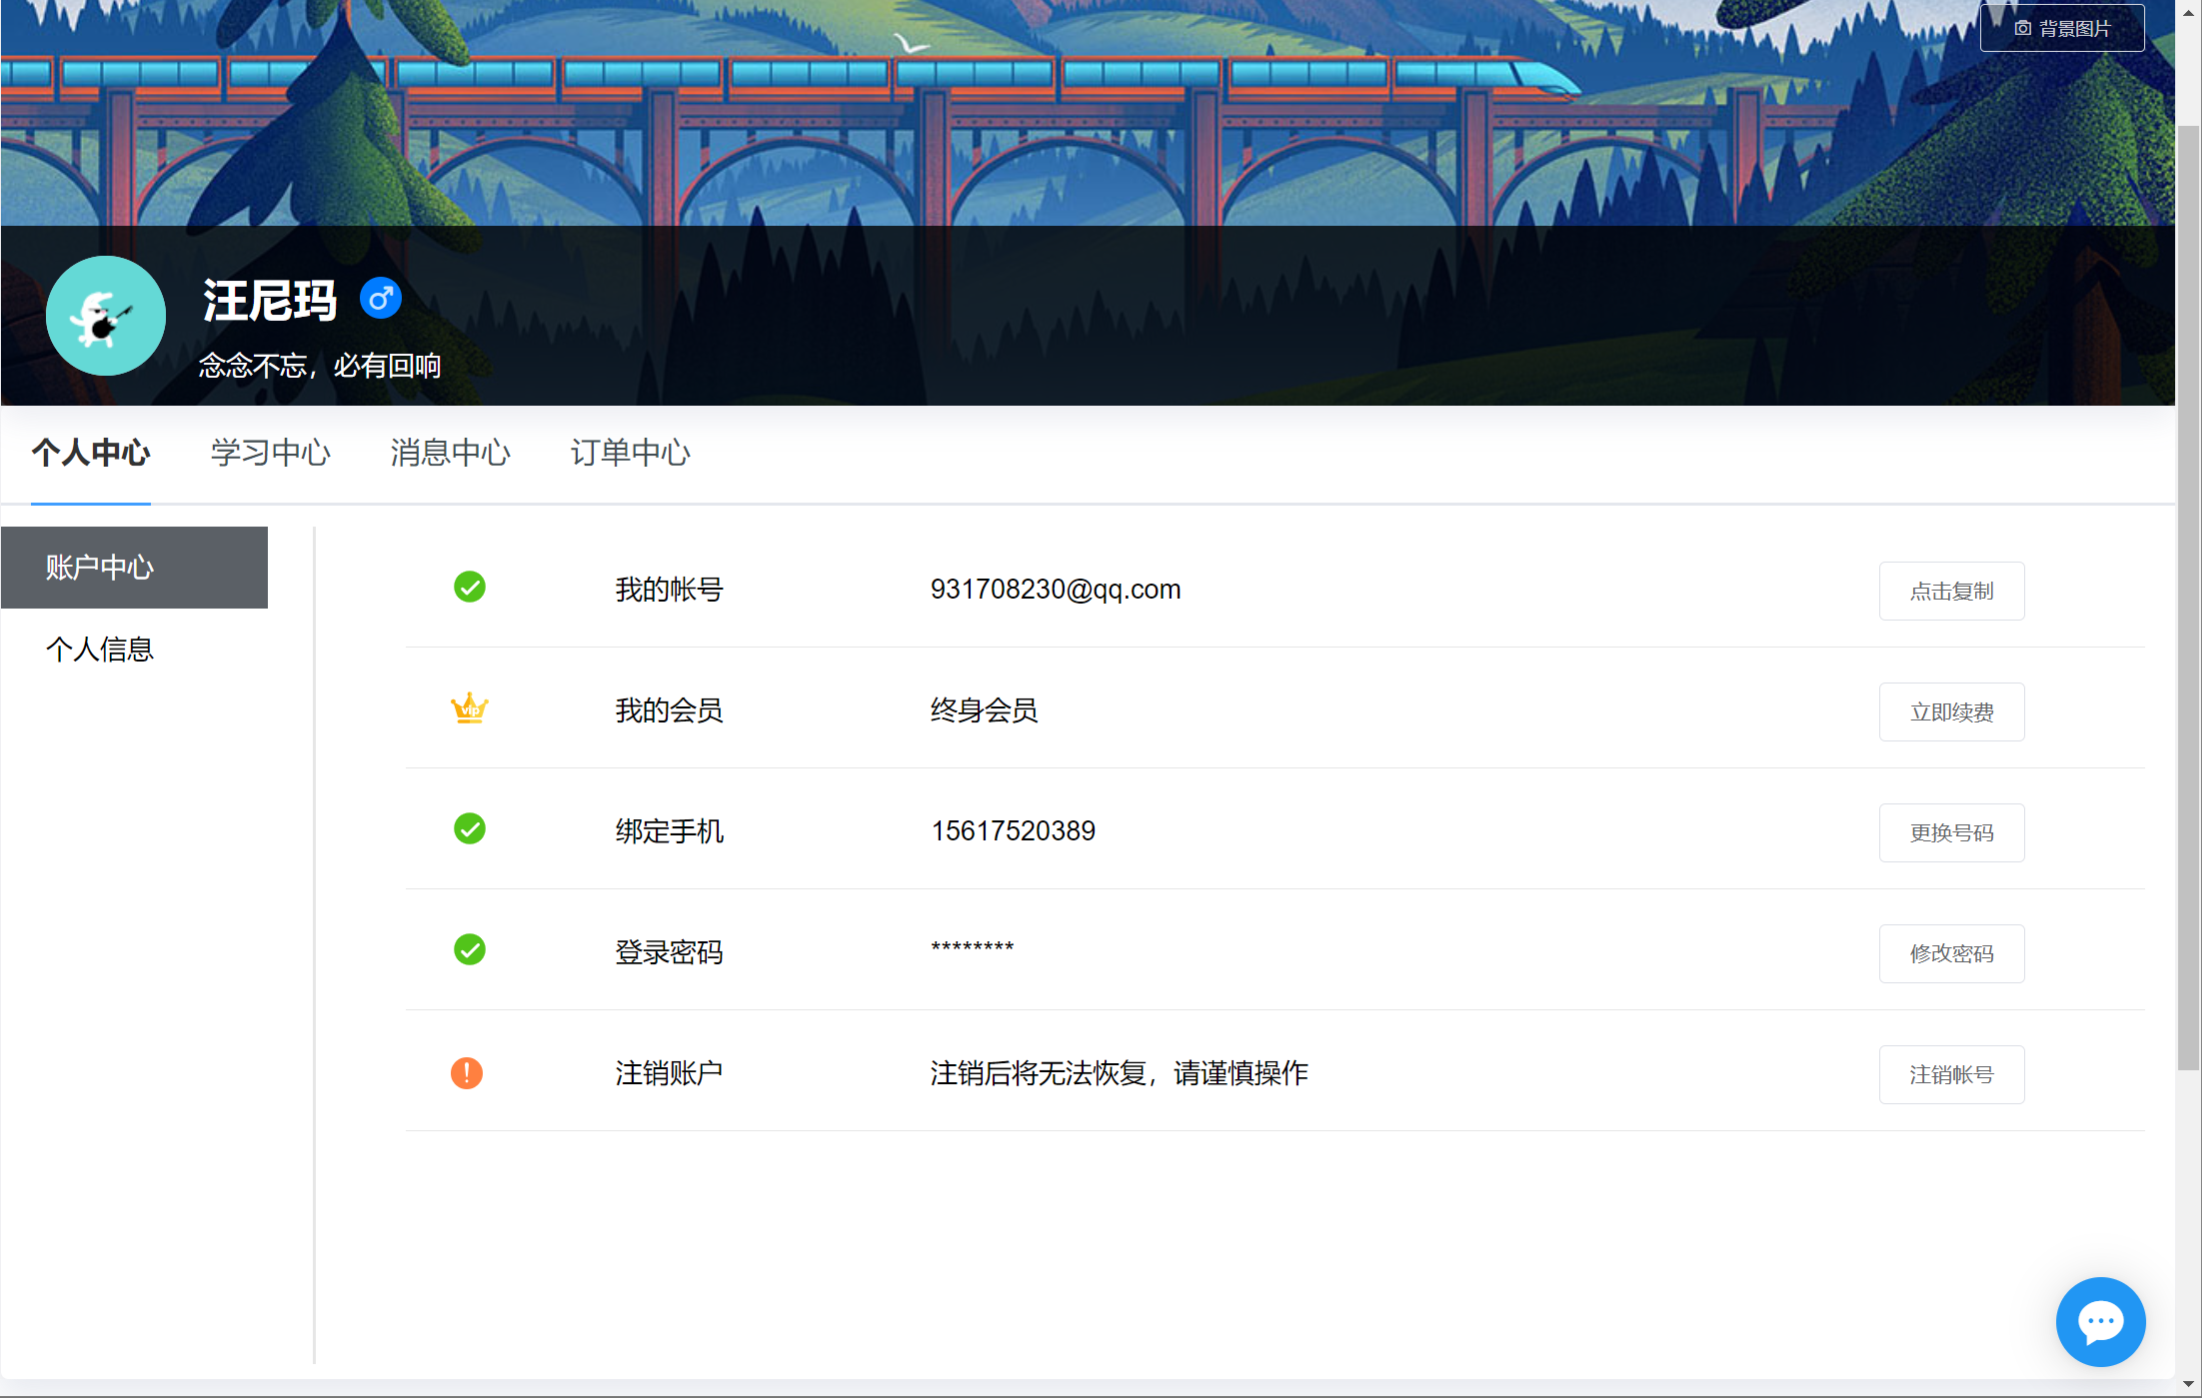 背景图片
汪尼玛
念念不忘，必有回响
个人中心 学习中心 消息中心 订单中心
账户中心
个人信息
我的帐号 931708230@qq.com 点击复制
vip 我的会员 终身会员 立即续费
绑定手机 15617520389 更换号码
登录密码 ******** 修改密码
注销账户 注销后将无法恢复，请谨慎操作 注销帐号